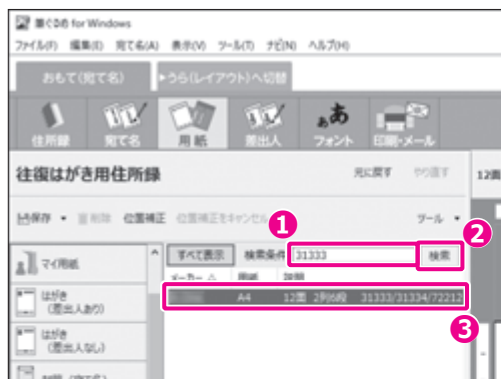 筆ぐるめ for Windows
ファイル(F) 編集(E) 宛て名(A) 表示(V) ツール(T) ナビ(N) ヘルプ(H)
おもて(宛て名) ▶うら(レイアウト)へ切替
住所録 宛て名 用紙 差出人 フォント 印刷・メール
往復はがき用住所録 元に戻す やり直す 12面
保存 削除 位置補正 位置補正をキャンセル ツール
1 2
マイ用紙 すべて表示 検索条件 31333 検索
メーカー 用紙 説明
はがき
(差出人あり)
A4 12面 2列6段 31333/31334/72212
3
はがき
(差出人なし)